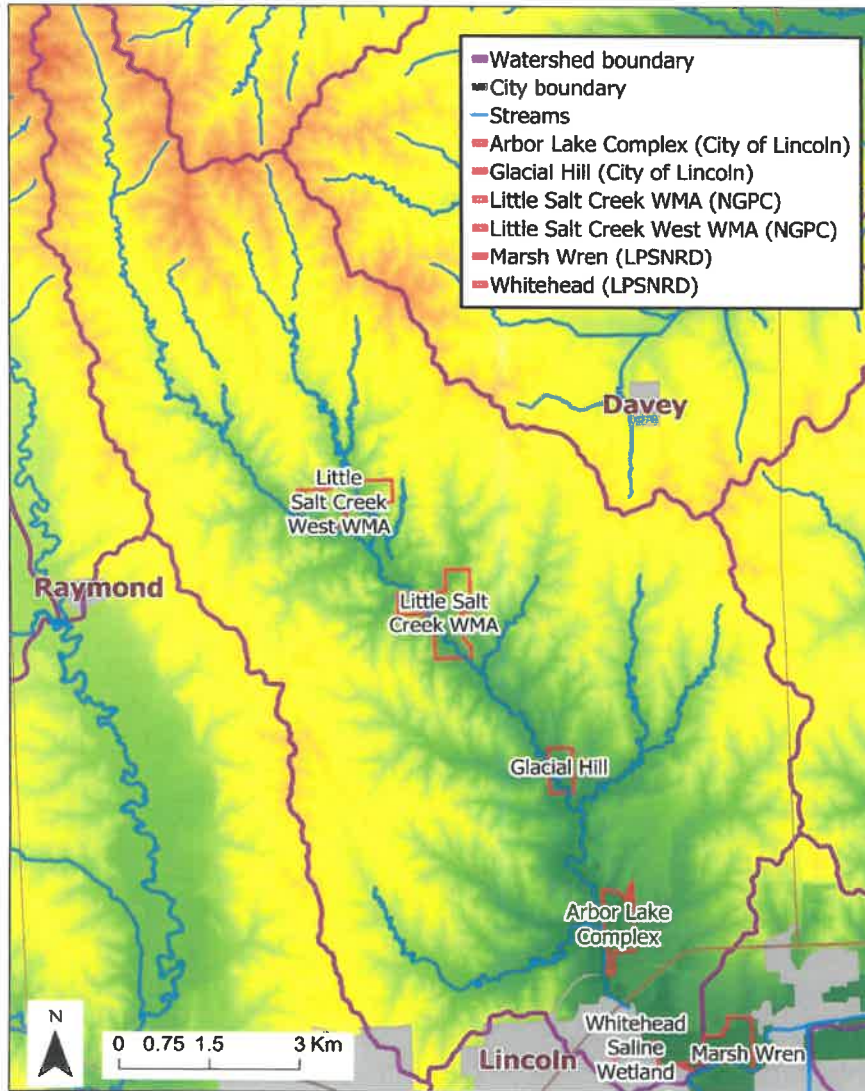 Watershed boundary
City boundary
Streams
Arbor Lake Complex (City of Lincoln)
Glacial Hill (City of Lincoln)
Little Salt Creek WMA (NGPC)
Little Salt Creek West WMA (NGPC)
Marsh Wren (LPSNRD)
Whitehead (LPSNRD)
Davey
Little
Salt Creek
West WMA
Raymond
Little Salt
Creek WMA
Glacial Hill
Arbor Lake
Complex
Whitehead
Saline
Wetland
Marsh Wren
Lincoln
N
0 0.75 1.5 3 Km